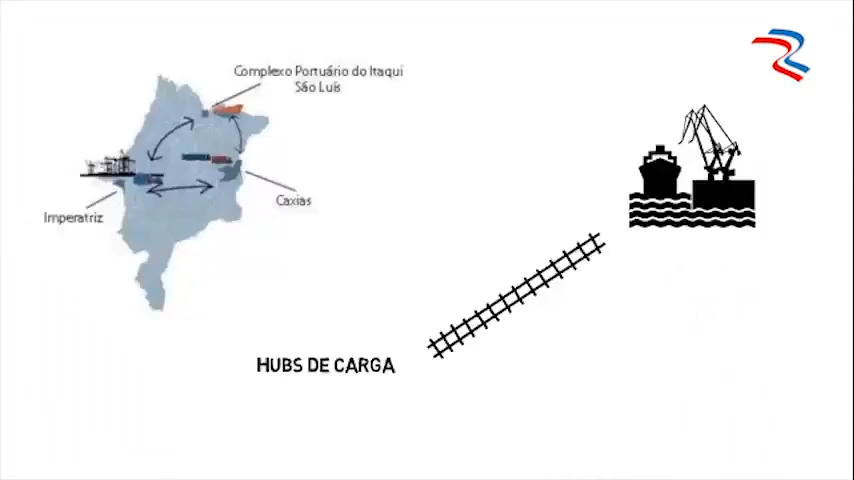 Complexo Portuário do Itaqui
São Luís
Caxias
Imperatriz
HUBS DE CARGA